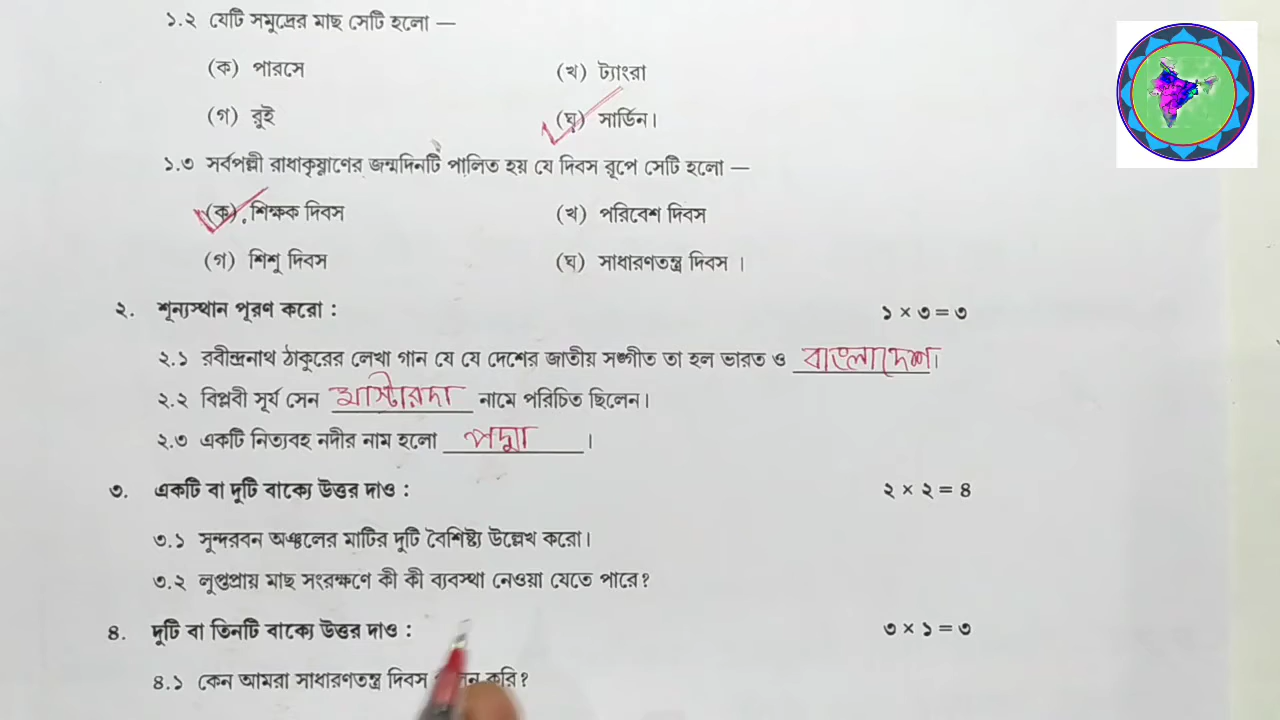 ১.২ যেটি সমুদ্রের মাছ সেটি হলো —
(ক) পারসে (খ) ট্যাংরা
(গ) রুই (ঘ) সার্ডিন।
১.৩ সর্বপল্লী রাধাকৃষ্ণাণের জন্মদিনটি পালিত হয় যে দিবস রূপে সেটি হলো —
(ক) শিক্ষক দিবস (খ) পরিবেশ দিবস
(গ) শিশু দিবস (ঘ) সাধারণতন্ত্র দিবস ।
২. শূন্যস্থান পূরণ করো : ১ × ৩ = ৩
২.১ রবীন্দ্রনাথ ঠাকুরের লেখা গান যে যে দেশের জাতীয় সঙ্গীত তা হল ভারত ও বাংলাদেশ।
২.২ বিপ্লবী সূর্য সেন মাস্টারদা নামে পরিচিত ছিলেন।
২.৩ একটি নিত্যবহ নদীর নাম হলো পদ্মা ।
৩. একটি বা দুটি বাক্যে উত্তর দাও : ২ × ২ = ৪
৩.১ সুন্দরবন অঞ্চলের মাটির দুটি বৈশিষ্ট্য উল্লেখ করো।
৩.২ লুপ্তপ্রায় মাছ সংরক্ষণে কী কী ব্যবস্থা নেওয়া যেতে পারে?
৪. দুটি বা তিনটি বাক্যে উত্তর দাও : ৩ × ১ = ৩
৪.১ কেন আমরা সাধারণতন্ত্র দিবস করি?